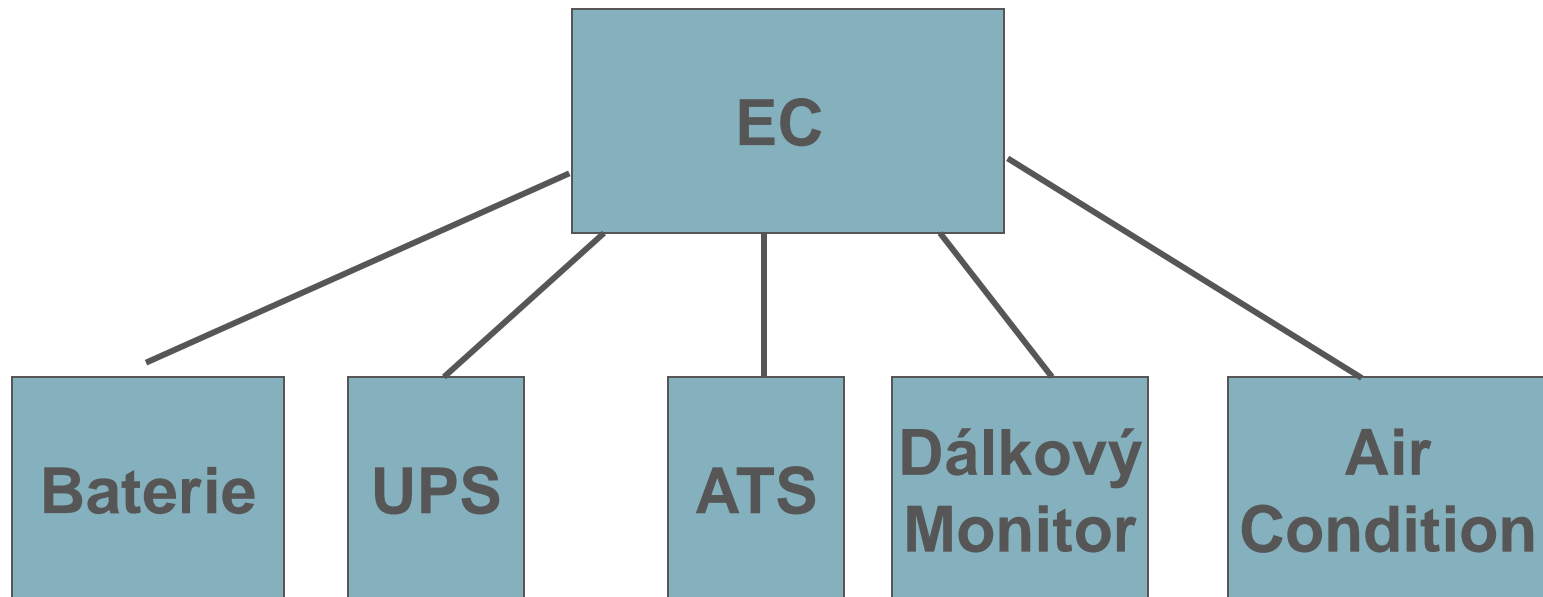 EC
Baterie
UPS
ATS
Dálkový
Monitor
Air
Condition